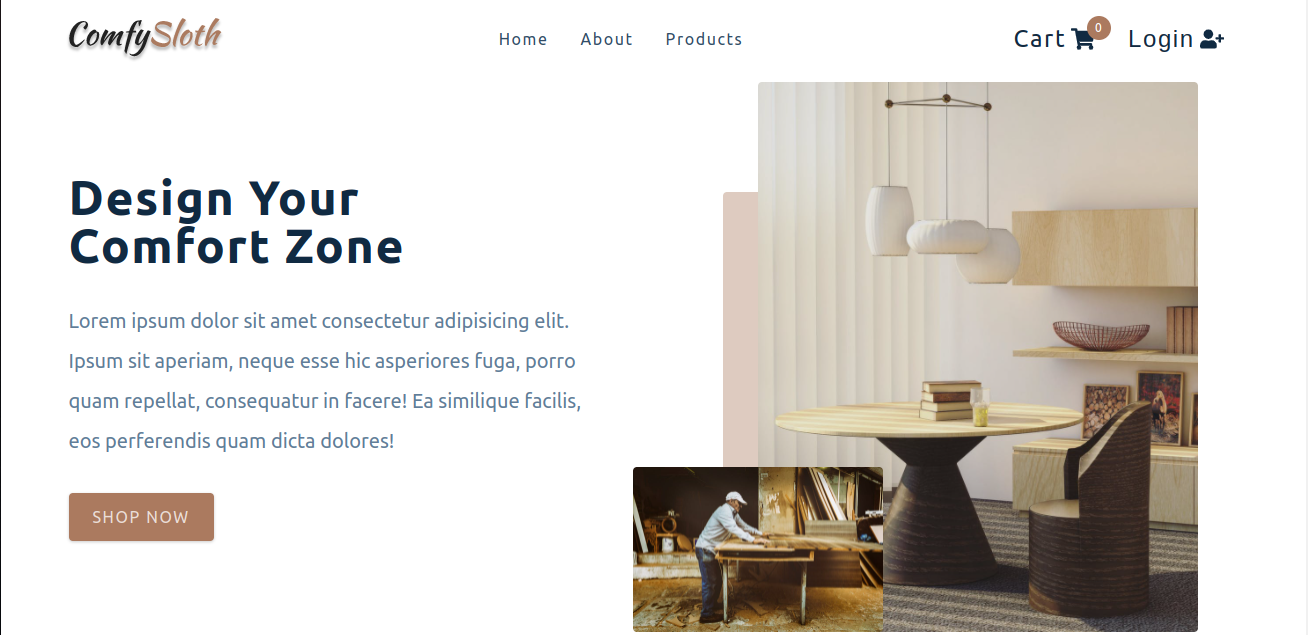 ComfySloth
Home About Products
Cart 0 Login
Design Your
Comfort Zone
Lorem ipsum dolor sit amet consectetur adipisicing elit.
Ipsum sit aperiam, neque esse hic asperiores fuga, porro
quam repellat, consequatur in facere! Ea similique facilis,
eos perferendis quam dicta dolores!
SHOP NOW